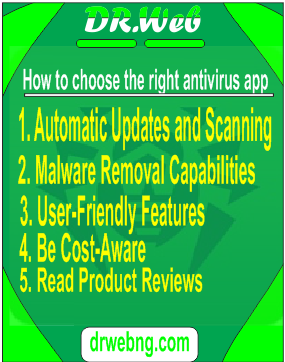 DR.Web
How to choose the right antivirus app
1. Automatic Updates and Scanning
2. Malware Removal Capabilities
3. User-Friendly Features
4. Be Cost-Aware
5. Read Product Reviews
drwebng.com